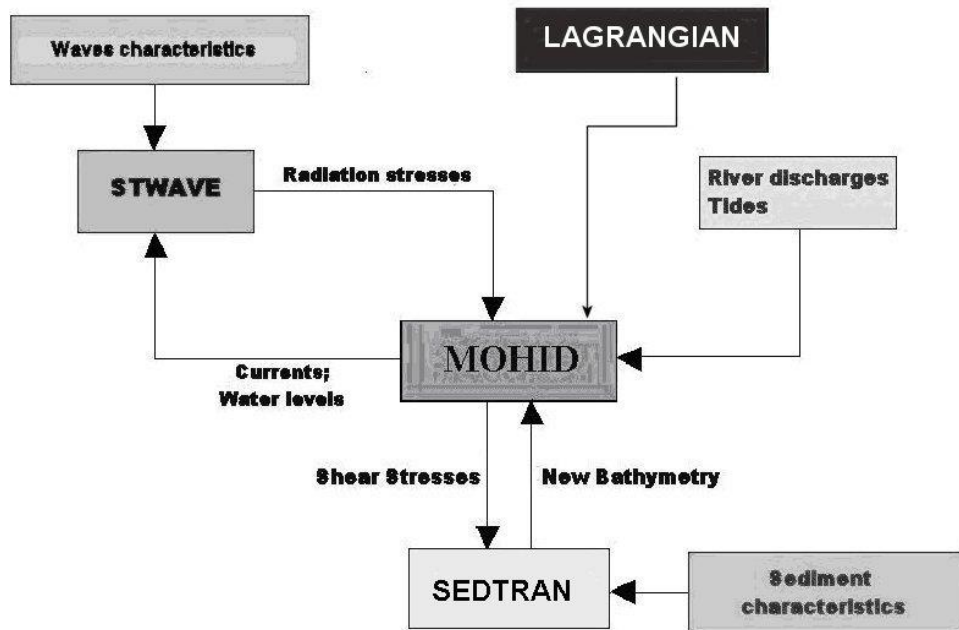 Waves characteristics
LAGRANGIAN
STWAVE
Radiation stresses
River discharges
Tides
MOHID
Currents;
Water levels
Shear Stresses
New Bathymetry
SEDTRAN
Sediment
characteristics